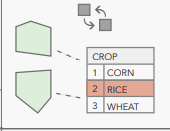 CROP
1 CORN
2 RICE
3 WHEAT